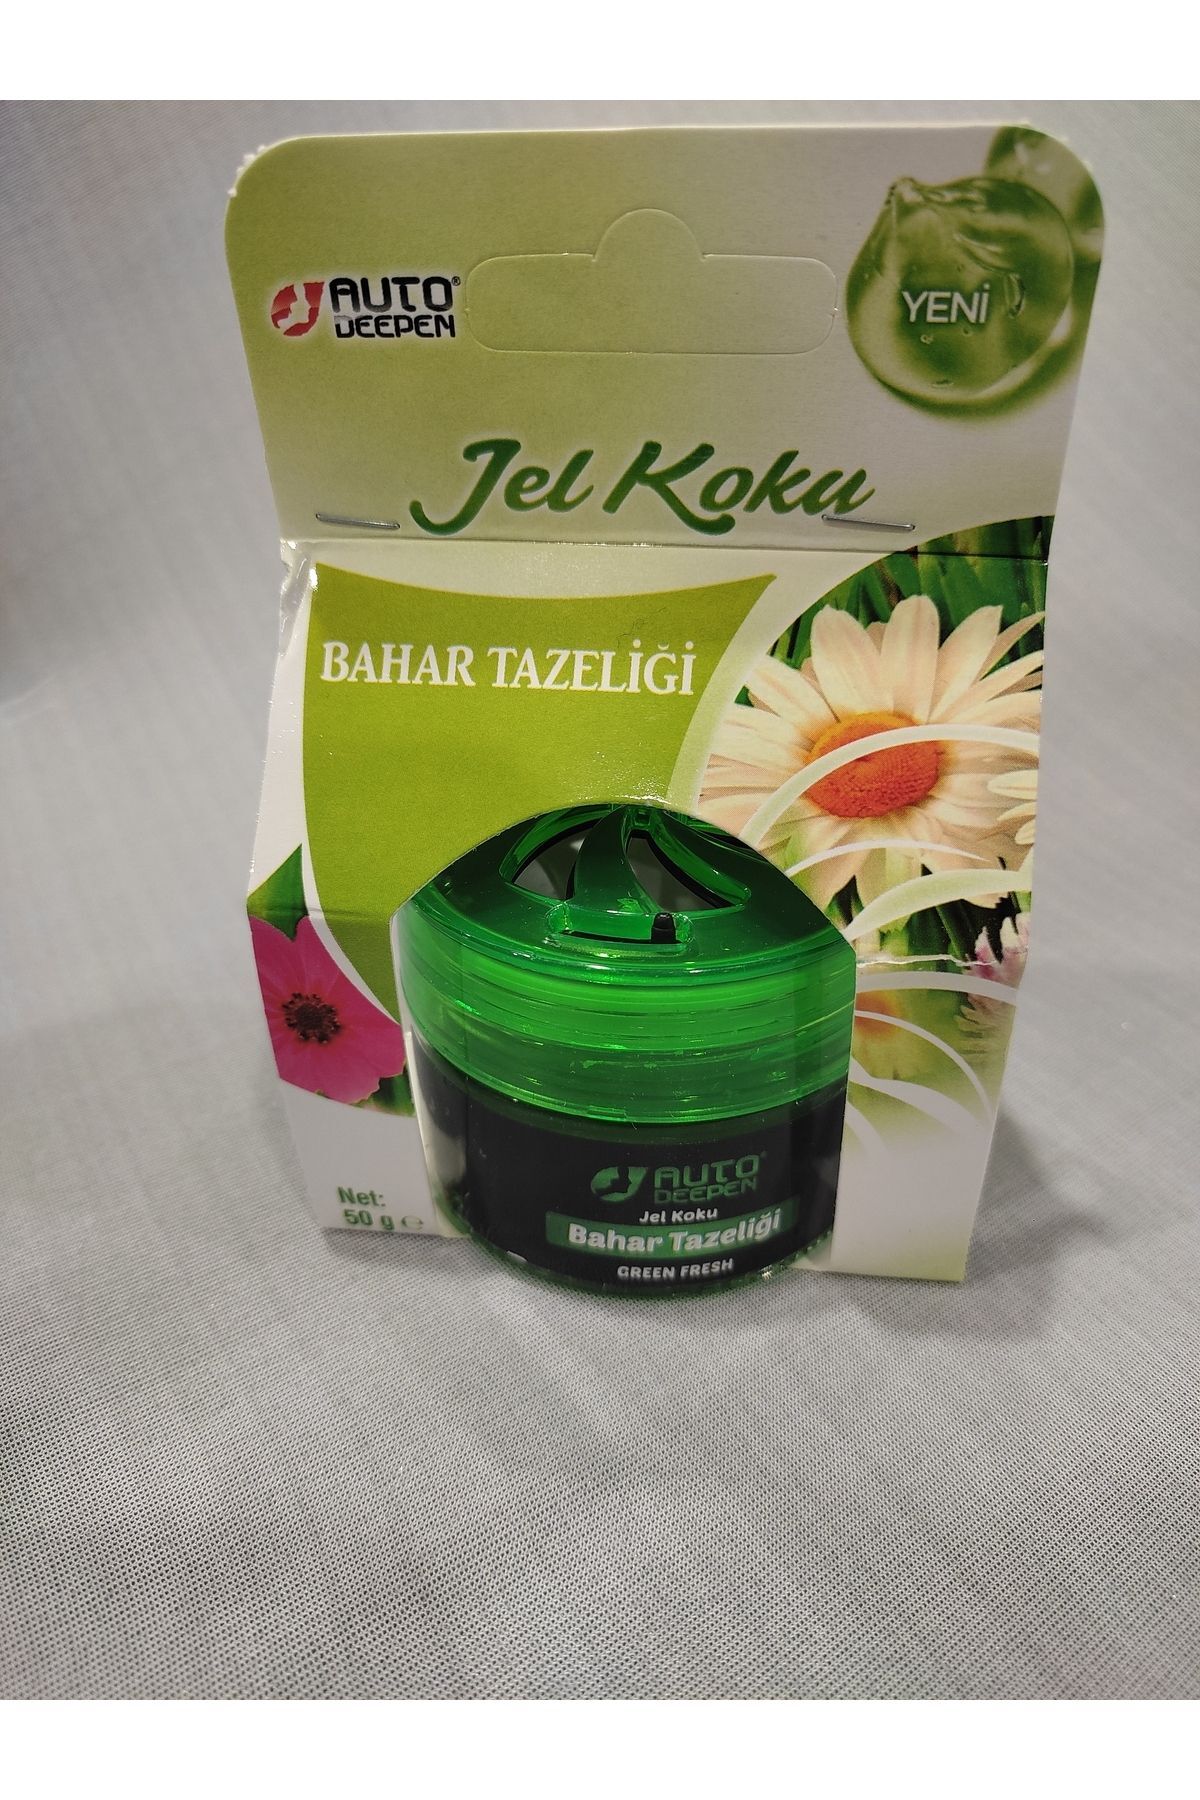 AUTO®
DEEPEN
YENİ
Jel Koku
BAHAR TAZELİĞİ
Net:
50 g ℮
AUTO®
DEEPEN
Jel Koku
Bahar Tazeliği
GREEN FRESH